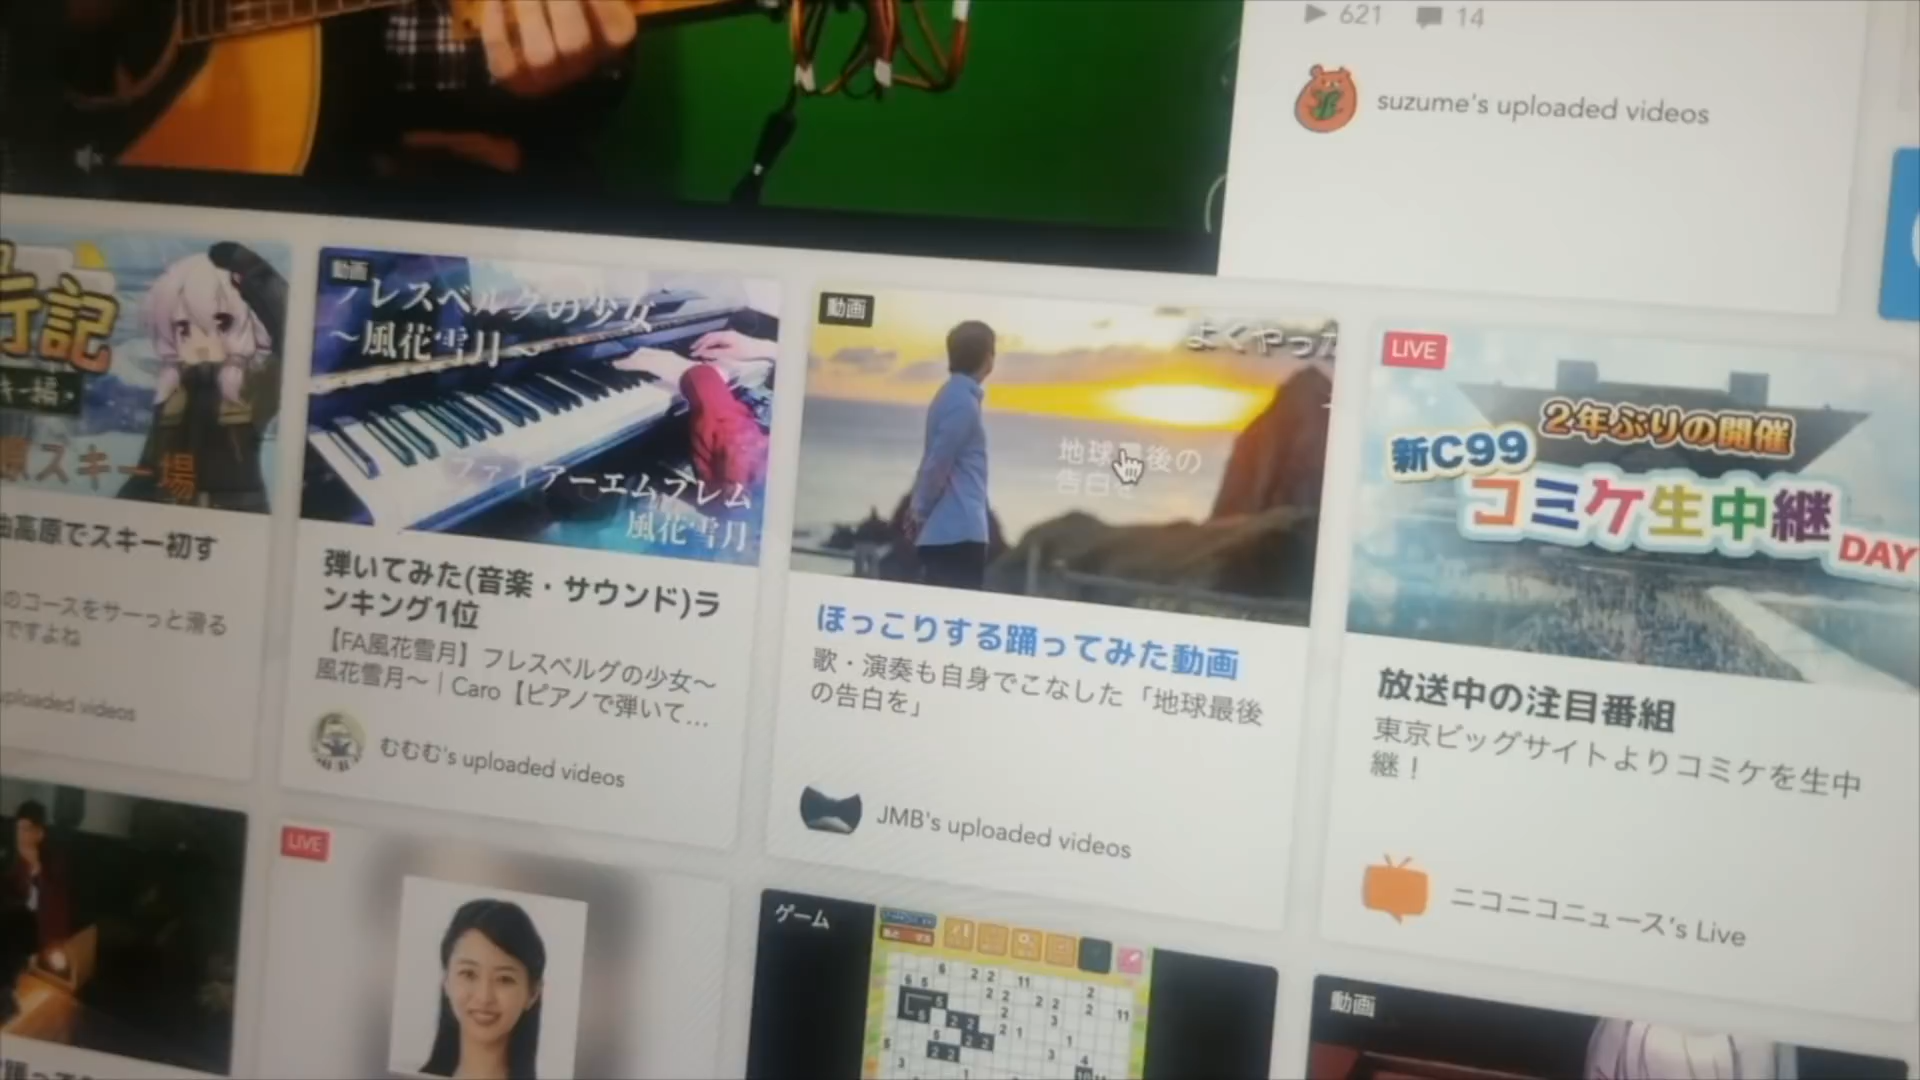 621 14
suzume's uploaded videos
行記
スキー場
高原でスキー初す
のコースをサーっと滑る
ですよね
uploaded videos
動画
フレスベルグの少女
～風花雪月～
ファイアーエムブレム
風花雪月
弾いてみた(音楽・サウンド)ラ
ンキング1位
【FA風花雪月】フレスベルグの少女～
風花雪月～｜Caro【ピアノで弾いて…
むむむ's uploaded videos
動画
よくやった
地球最後の
告白を
ほっこりする踊ってみた動画
歌・演奏も自身でこなした「地球最後
の告白を」
JMB's uploaded videos
LIVE
2年ぶりの開催
新C99
コミケ生中継
DAY
放送中の注目番組
東京ビッグサイトよりコミケを生中
継！
ニコニコニュース's Live
LIVE
ゲーム
動画